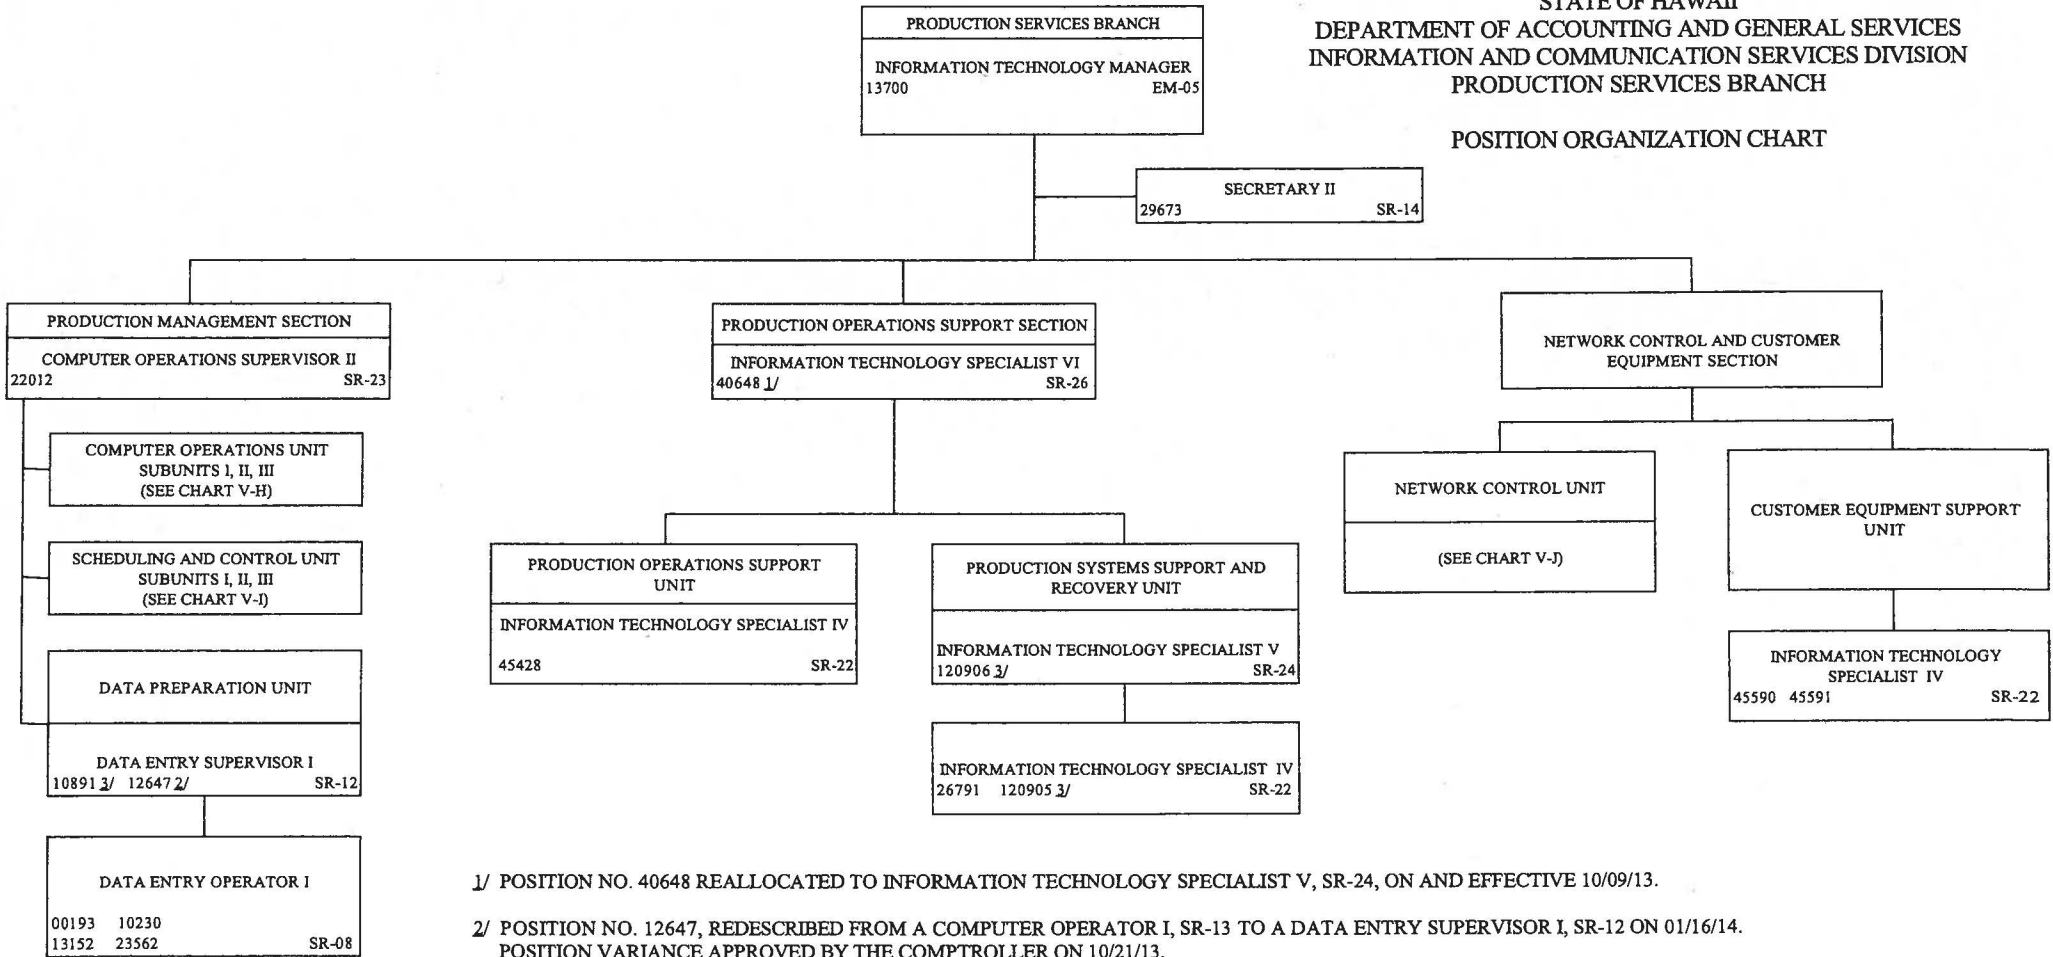 STATE OF HAWAII
DEPARTMENT OF ACCOUNTING AND GENERAL SERVICES
INFORMATION AND COMMUNICATION SERVICES DIVISION
PRODUCTION SERVICES BRANCH
POSITION ORGANIZATION CHART
PRODUCTION SERVICES BRANCH
INFORMATION TECHNOLOGY MANAGER
13700 EM-05
SECRETARY II
29673 SR-14
PRODUCTION MANAGEMENT SECTION
COMPUTER OPERATIONS SUPERVISOR II
22012 SR-23
COMPUTER OPERATIONS UNIT
SUBUNITS I, II, III
(SEE CHART V-H)
SCHEDULING AND CONTROL UNIT
SUBUNITS I, II, III
(SEE CHART V-I)
DATA PREPARATION UNIT
DATA ENTRY SUPERVISOR I
10891 3/ 12647 2/ SR-12
DATA ENTRY OPERATOR I
00193 10230
13152 23562 SR-08
PRODUCTION OPERATIONS SUPPORT SECTION
INFORMATION TECHNOLOGY SPECIALIST VI
40648 1/ SR-26
PRODUCTION OPERATIONS SUPPORT
UNIT
INFORMATION TECHNOLOGY SPECIALIST IV
45428 SR-22
PRODUCTION SYSTEMS SUPPORT AND
RECOVERY UNIT
INFORMATION TECHNOLOGY SPECIALIST V
120906 3/ SR-24
INFORMATION TECHNOLOGY SPECIALIST IV
26791 120905 3/ SR-22
NETWORK CONTROL AND CUSTOMER
EQUIPMENT SECTION
NETWORK CONTROL UNIT
(SEE CHART V-J)
CUSTOMER EQUIPMENT SUPPORT
UNIT
INFORMATION TECHNOLOGY
SPECIALIST IV
45590 45591 SR-22
1/ POSITION NO. 40648 REALLOCATED TO INFORMATION TECHNOLOGY SPECIALIST V, SR-24, ON AND EFFECTIVE 10/09/13.
2/ POSITION NO. 12647, REDESCRIBED FROM A COMPUTER OPERATOR I, SR-13 TO A DATA ENTRY SUPERVISOR I, SR-12 ON 01/16/14.
POSITION VARIANCE APPROVED BY THE COMPTROLLER ON 10/21/13.